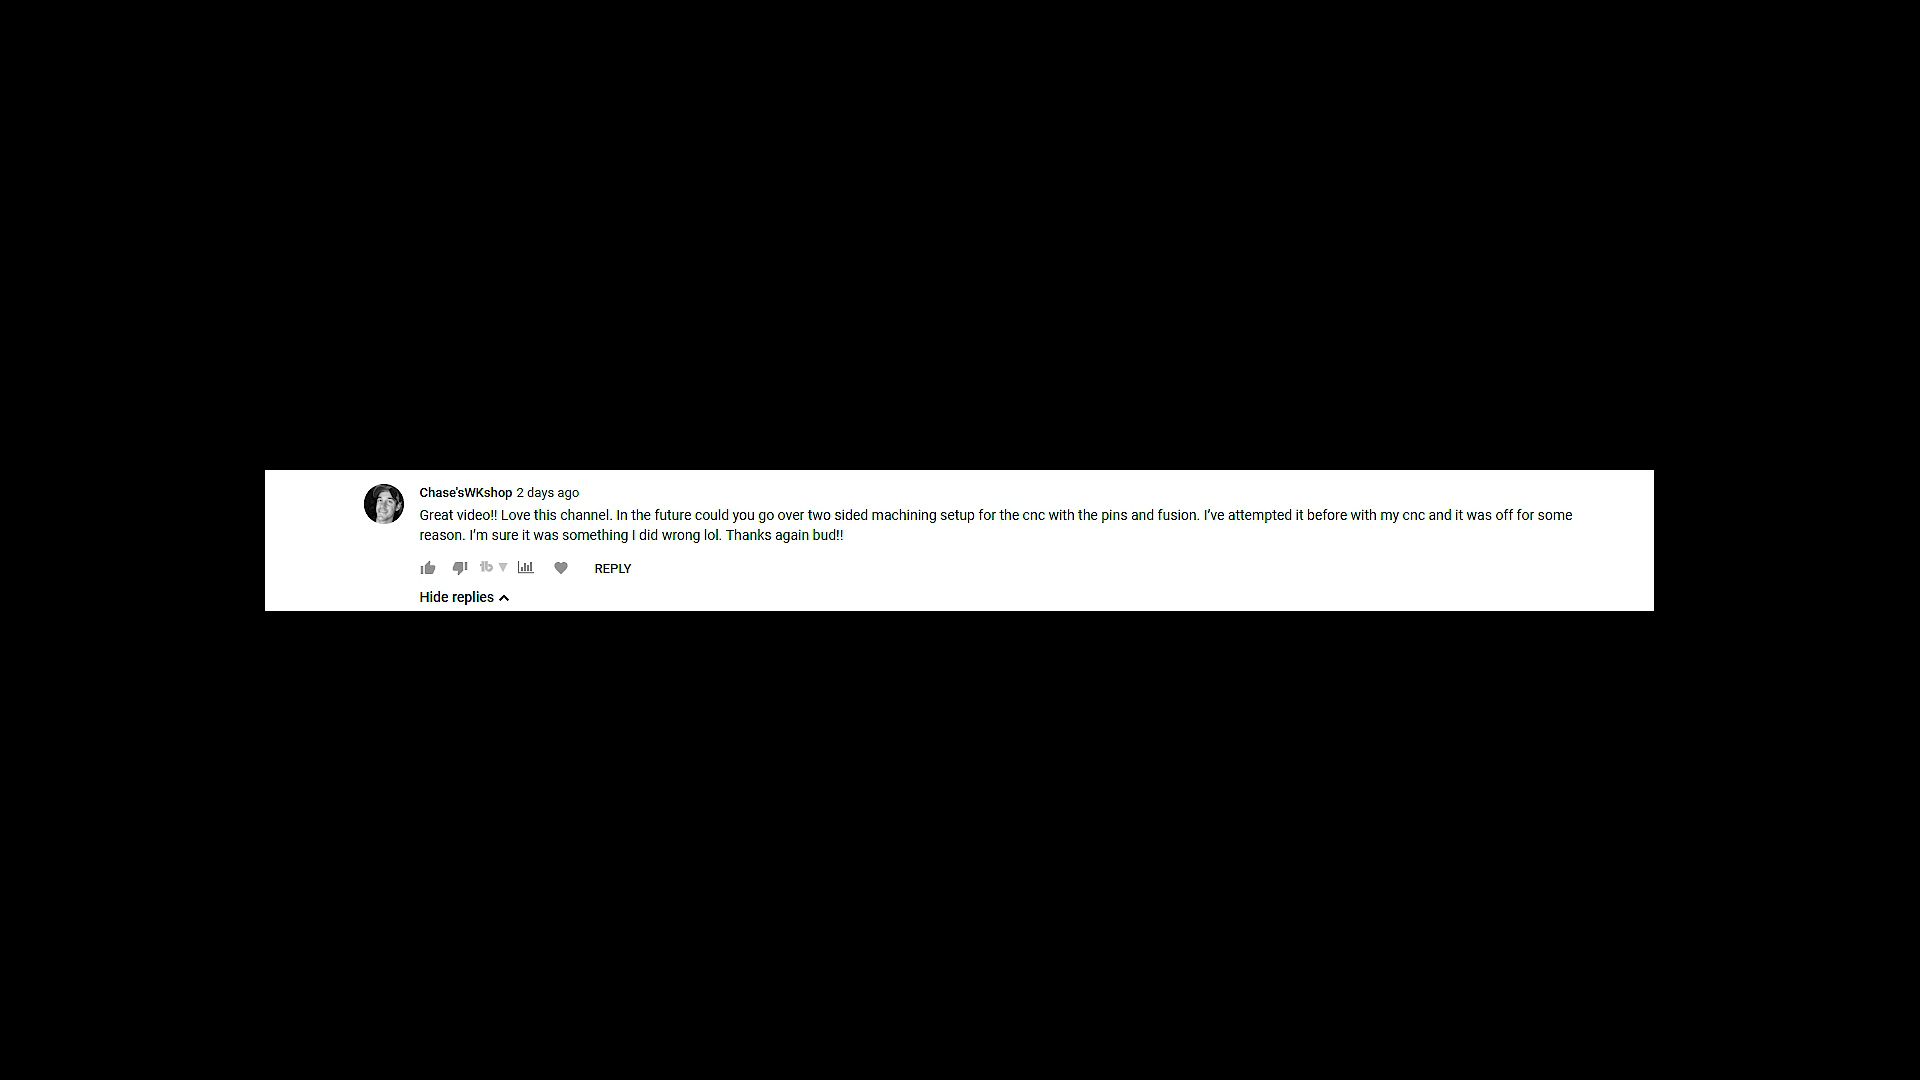 Chase'sWKshop 2 days ago
Great video!! Love this channel. In the future could you go over two sided machining setup for the cnc with the pins and fusion. I've attempted it before with my cnc and it was off for some
reason. I'm sure it was something I did wrong lol. Thanks again bud!!
REPLY
Hide replies